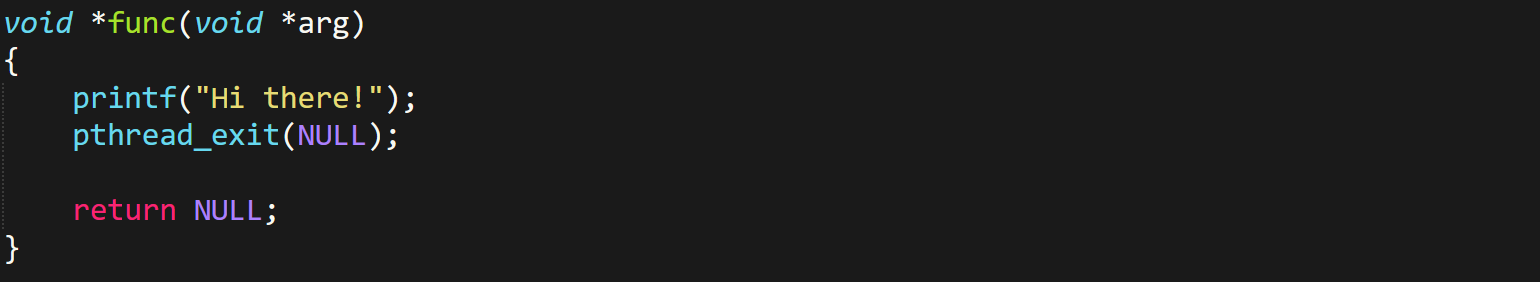 void *func(void *arg)
{
    printf("Hi there!");
    pthread_exit(NULL);

    return NULL;
}